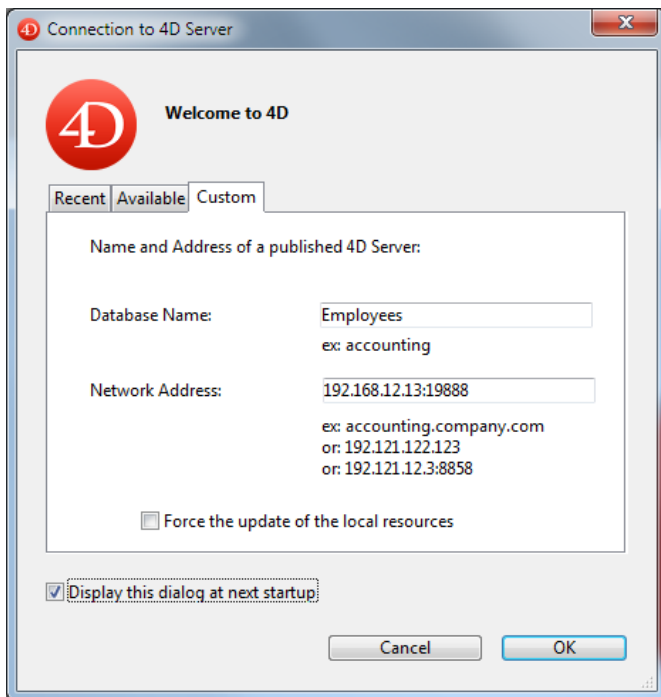 4D Connection to 4D Server
4D
Welcome to 4D
Recent Available Custom
Name and Address of a published 4D Server:
Database Name: Employees
ex: accounting
Network Address: 192.168.12.13:19888
ex: accounting.company.com
or: 192.121.122.123
or: 192.121.12.3:8858
Force the update of the local resources
Display this dialog at next startup
Cancel OK